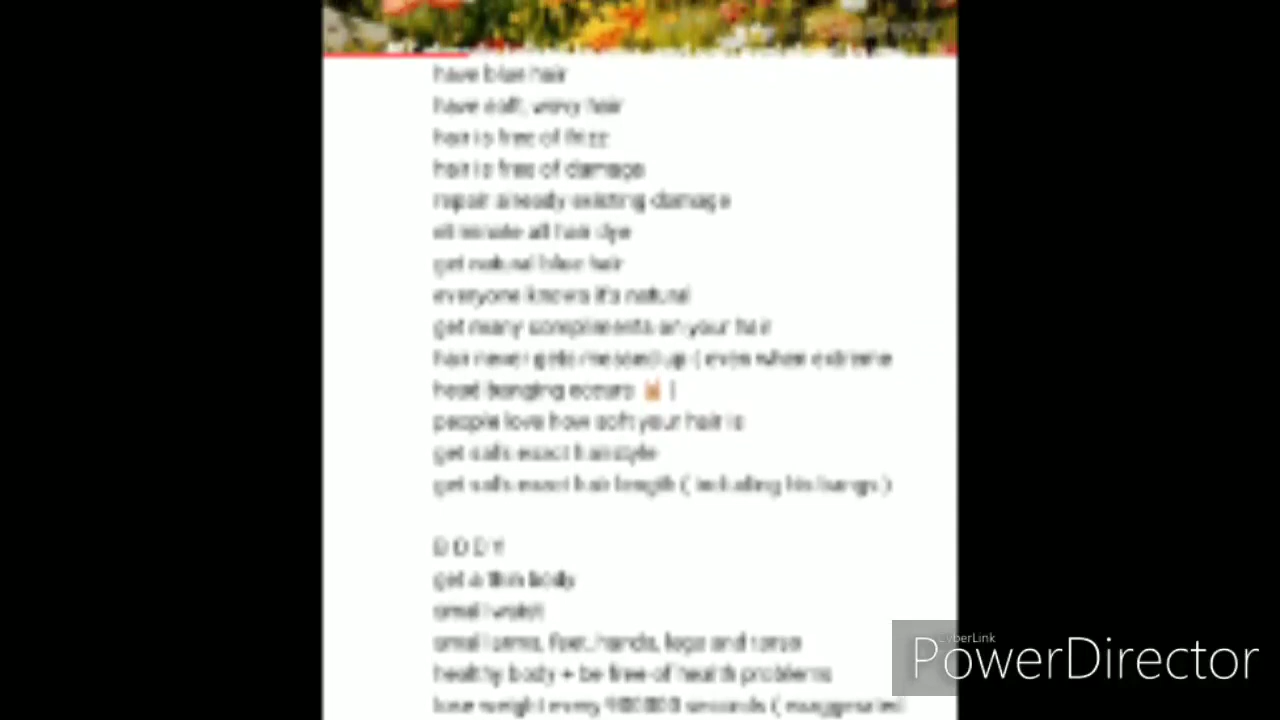 have blue hair
have soft, wavy hair
hair is free of frizz
hair is free of damage
repair already existing damage
eliminate all hair dye
get natural blue hair
everyone knows it's natural
get many compliments on your hair
hair never gets messed up ( even when extreme
head banging occurs )
people love how soft your hair is
get exact hairstyle
get exact hair length ( including his bangs )
B O D Y
get a thin body
small waist
small arms, feet, hands, legs and torso
healthy body + be free of health problems
lose weight every seconds ( exaggerated
CyberLink
PowerDirector